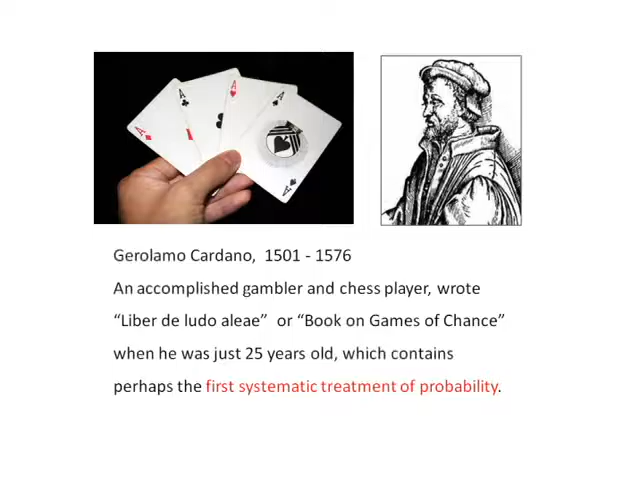 A
A
A
A
A
Gerolamo Cardano, 1501 - 1576
An accomplished gambler and chess player, wrote
“Liber de ludo aleae” or “Book on Games of Chance”
when he was just 25 years old, which contains
perhaps the first systematic treatment of probability.